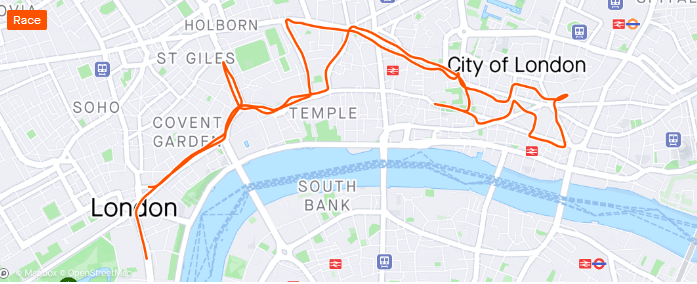 Race
HOLBORN
ST GILES
City of London
SOHO
TEMPLE
COVENT
GARDEN
SOUTH
BANK
London
© Mapbox © OpenStreetMap